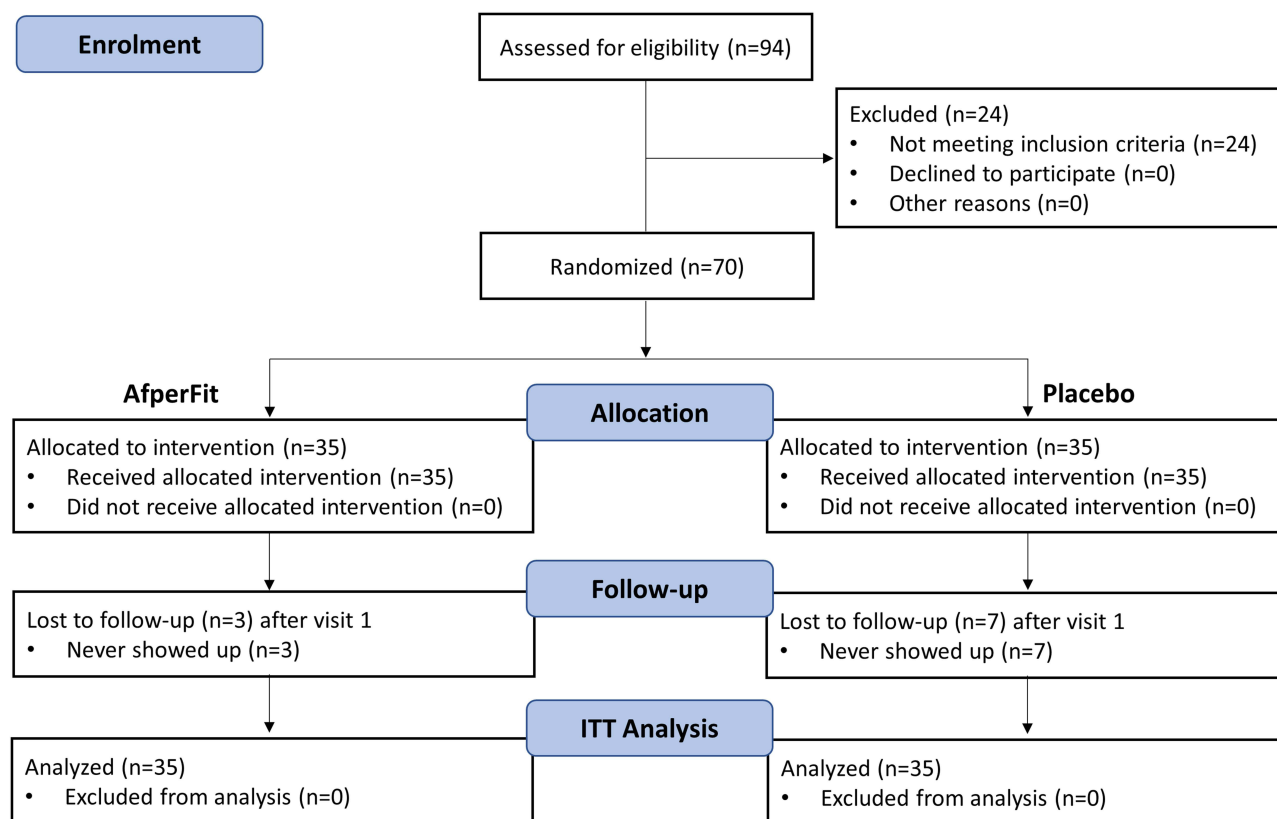 Enrolment
Assessed for eligibility (n=94)
Excluded (n=24)
• Not meeting inclusion criteria (n=24)
• Declined to participate (n=0)
• Other reasons (n=0)
Randomized (n=70)
AfperFit
Placebo
Allocation
Allocated to intervention (n=35)
• Received allocated intervention (n=35)
• Did not receive allocated intervention (n=0)
Allocated to intervention (n=35)
• Received allocated intervention (n=35)
• Did not receive allocated intervention (n=0)
Follow-up
Lost to follow-up (n=3) after visit 1
• Never showed up (n=3)
Lost to follow-up (n=7) after visit 1
• Never showed up (n=7)
ITT Analysis
Analyzed (n=35)
• Excluded from analysis (n=0)
Analyzed (n=35)
• Excluded from analysis (n=0)